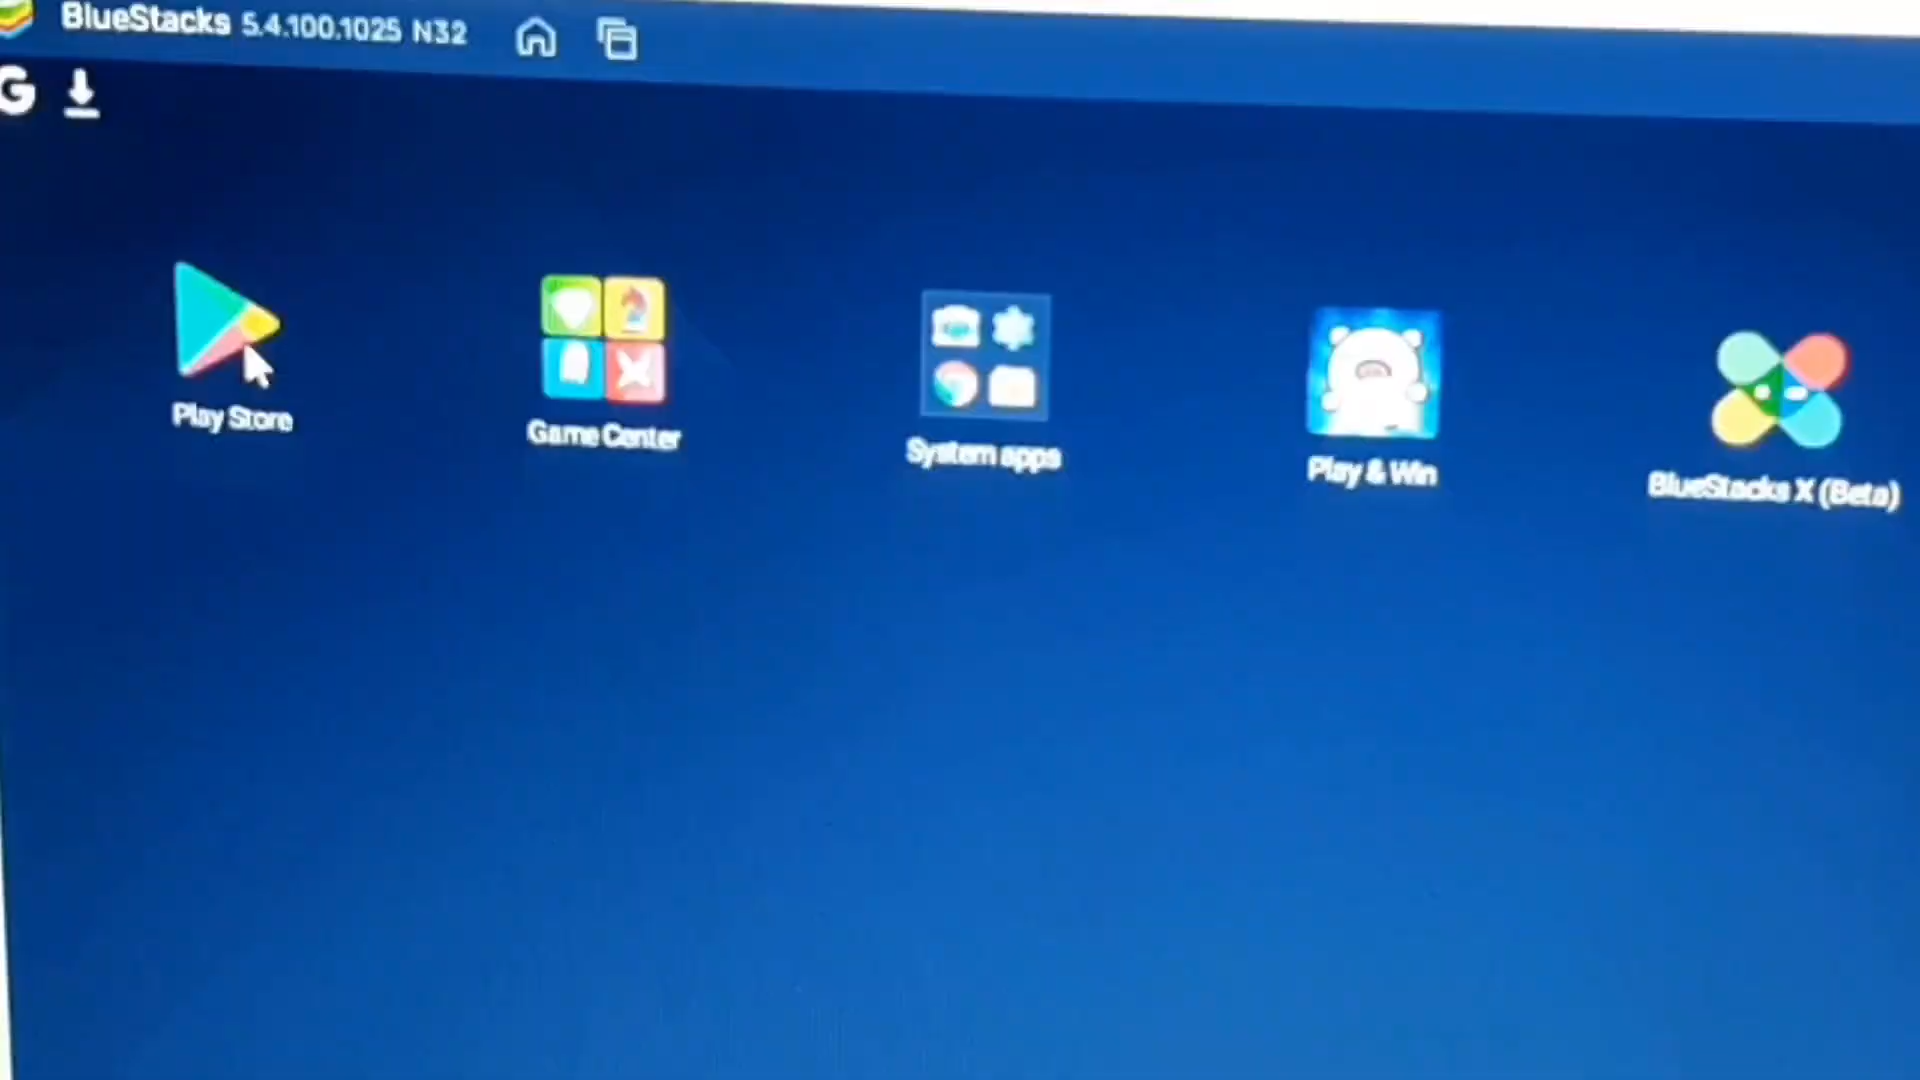 BlueStacks 5.4.100.1025 N32
G
Play Store
Game Center
System apps
Play & Win
BlueStacks X (Beta)